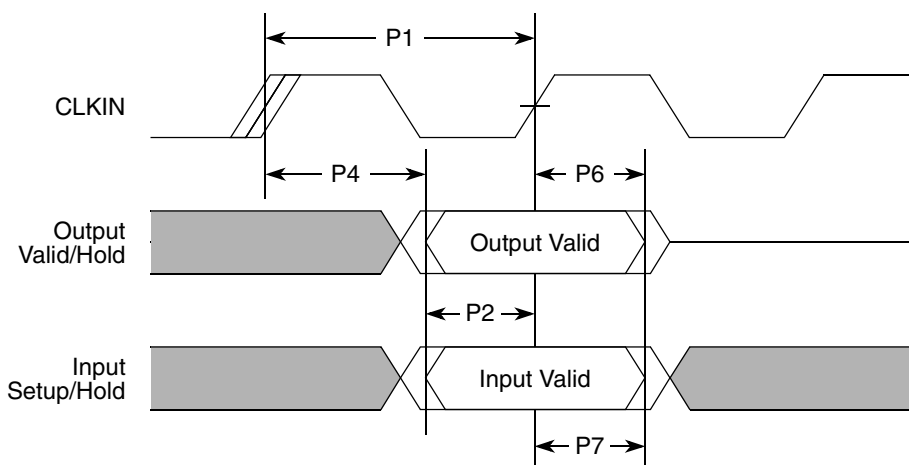 P1
CLKIN
P4
P6
Output
Valid/Hold
Output Valid
P2
Input
Setup/Hold
Input Valid
P7